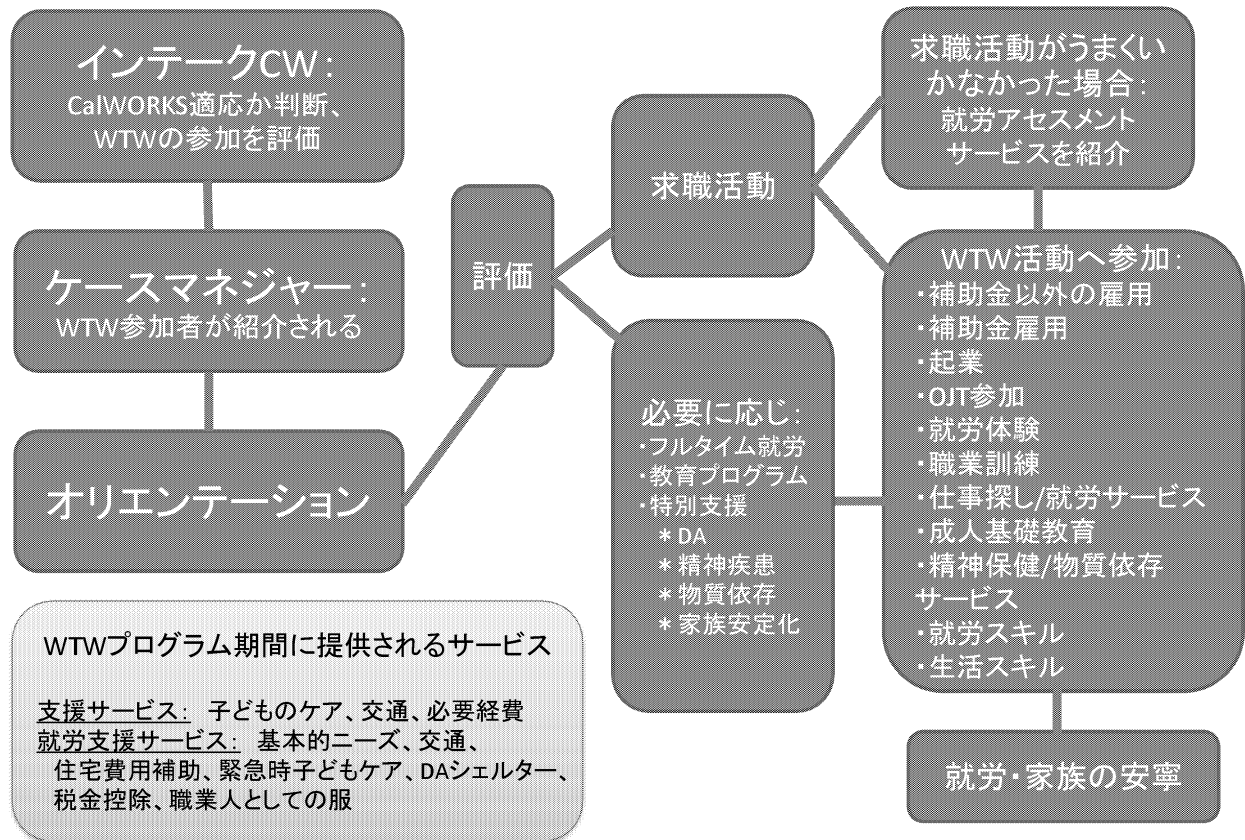 インテークCW：
CalWORKS適応か判断、
WTWの参加を評価
ケースマネジャー：
WTW参加者が紹介される
オリエンテーション
評価
求職活動
求職活動がうまくい
かなかった場合：
就労アセスメント
サービスを紹介
必要に応じ：
・フルタイム就労
・教育プログラム
・特別支援
＊DA
＊精神疾患
＊物質依存
＊家族安定化
WTW活動へ参加：
・補助金以外の雇用
・補助金雇用
・起業
・OJT参加
・就労体験
・職業訓練
・仕事探し/就労サービス
・成人基礎教育
・精神保健/物質依存
サービス
・就労スキル
・生活スキル
就労・家族の安寧
WTWプログラム期間に提供されるサービス
支援サービス： 子どものケア、交通、必要経費
就労支援サービス： 基本的ニーズ、交通、
住宅費用補助、緊急時子どもケア、DAシェルター、
税金控除、職業人としての服